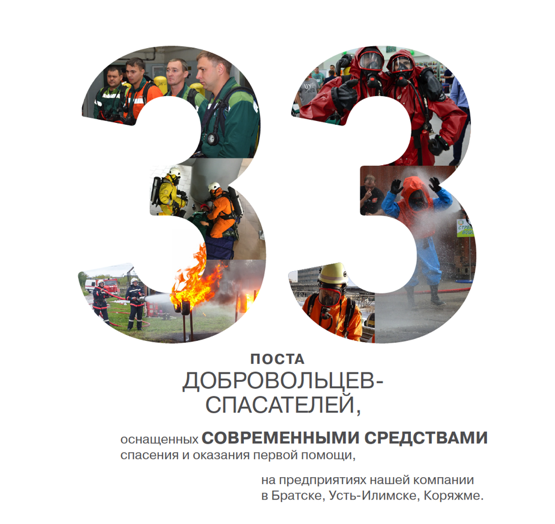 33
ПОСТА
ДОБРОВОЛЬЦЕВ-
СПАСАТЕЛЕЙ,
оснащенных СОВРЕМЕННЫМИ СРЕДСТВАМИ
спасения и оказания первой помощи,
на предприятиях нашей компании
в Братске, Усть-Илимске, Коряжме.